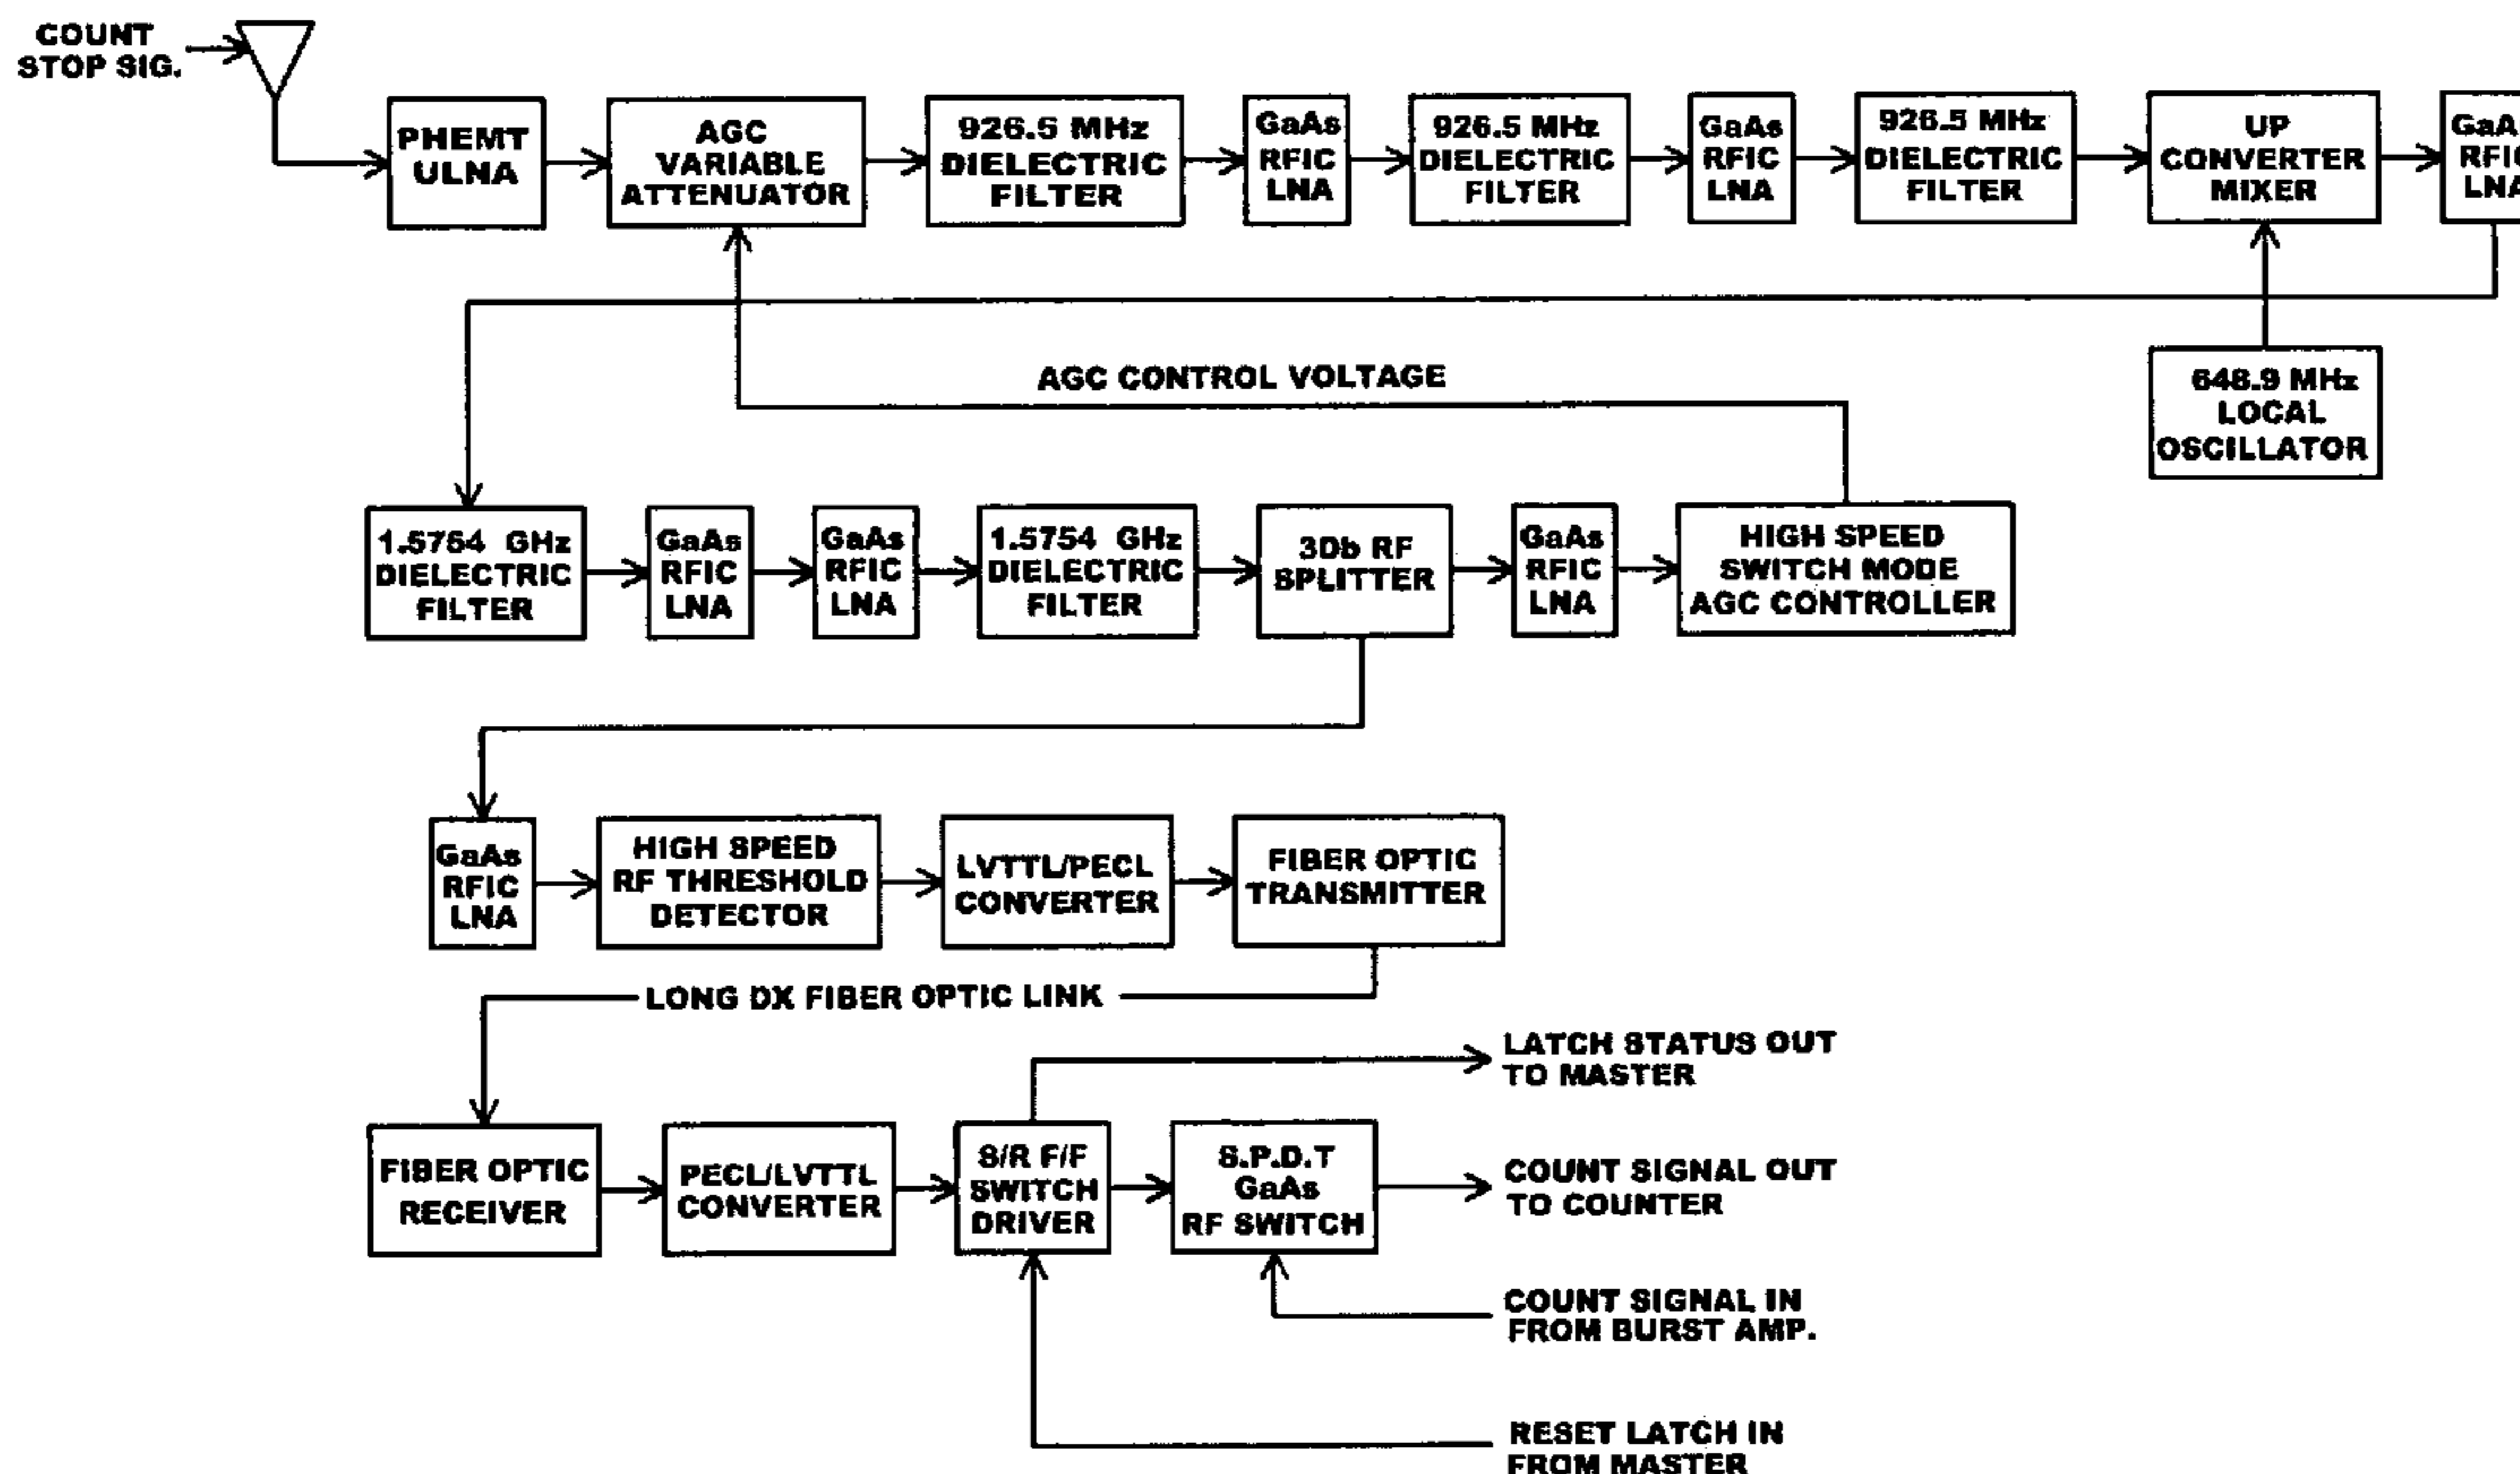 COUNT
STOP SIG.
PHEMT
ULNA
AGC
VARIABLE
ATTENUATOR
926.5 MHz
DIELECTRIC
FILTER
GaAs
RFIC
LNA
926.5 MHz
DIELECTRIC
FILTER
GaAs
RFIC
LNA
926.5 MHz
DIELECTRIC
FILTER
UP
CONVERTER
MIXER
GaA
RFIC
LNA
648.9 MHz
LOCAL
OSCILLATOR
AGC CONTROL VOLTAGE
1.5754 GHz
DIELECTRIC
FILTER
GaAs
RFIC
LNA
GaAs
RFIC
LNA
1.5754 GHz
DIELECTRIC
FILTER
3Db RF
SPLITTER
GaAs
RFIC
LNA
HIGH SPEED
SWITCH MODE
AGC CONTROLLER
GaAs
RFIC
LNA
HIGH SPEED
RF THRESHOLD
DETECTOR
LVTTL/PECL
CONVERTER
FIBER OPTIC
TRANSMITTER
LONG DX FIBER OPTIC LINK
FIBER OPTIC
RECEIVER
PECL/LVTTL
CONVERTER
S/R F/F
SWITCH
DRIVER
S.P.D.T
GaAs
RF SWITCH
LATCH STATUS OUT
TO MASTER
COUNT SIGNAL OUT
TO COUNTER
COUNT SIGNAL IN
FROM BURST AMP.
RESET LATCH IN
FROM MASTER